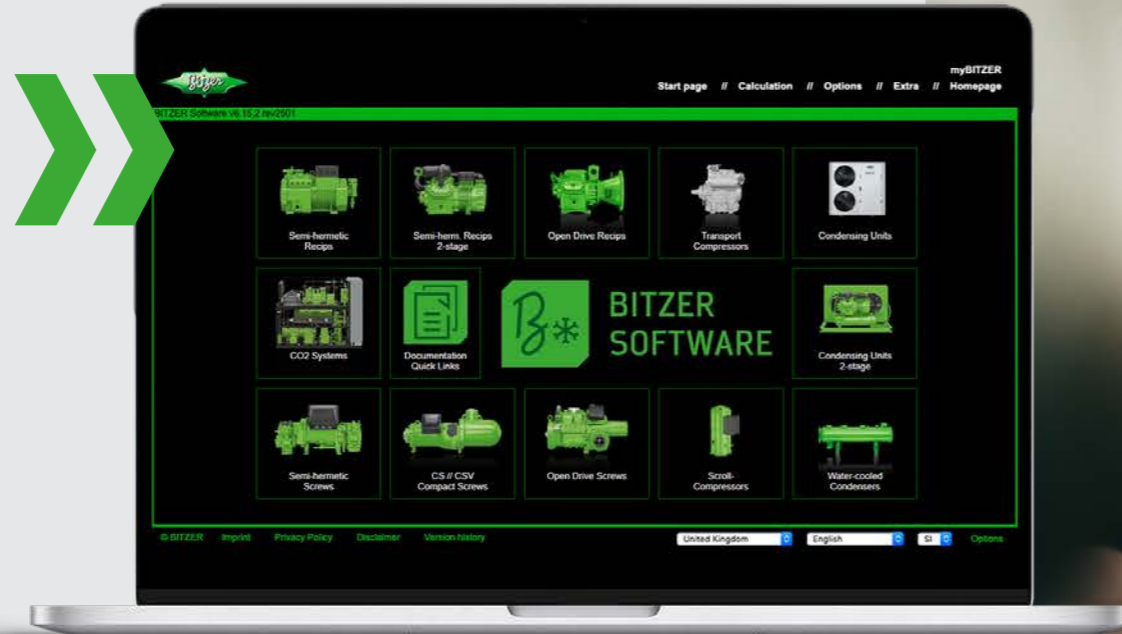 Bitzer
myBITZER
Start page // Calculation // Options // Extra // Homepage
BITZER Software v6.15.2 rev2501
Semi-hermetic
Recips
Semi-herm. Recips
2-stage
Open Drive Recips
Transport
Compressors
Condensing Units
CO2 Systems
Documentation
Quick Links
B
BITZER
SOFTWARE
Condensing Units
2-stage
Semi-hermetic
Screws
CS // CSV
Compact Screws
Open Drive Screws
Scroll-
Compressors
Water-cooled
Condensers
© BITZER Imprint Privacy Policy Disclaimer Version history
United Kingdom English SI Options